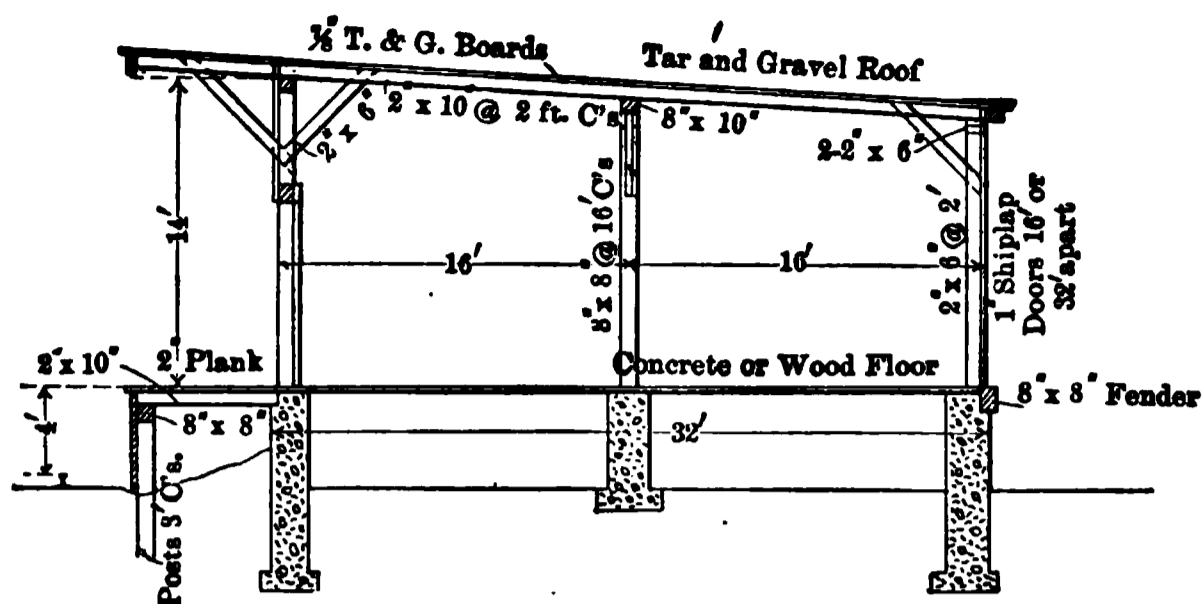 ⅞" T. & G. Boards
Tar and Gravel Roof
2" x 6"
2" x 10 @ 2 ft. C's
8" x 10"
2-2" x 6"
14'
16'
8" x 8" @ 16' C's
16'
2" x 6" @ 2'
1" Shiplap
Doors 16' or
32' apart
2" x 10"
2" Plank
Concrete or Wood Floor
8" x 8" Fender
4'
8" x 8"
32'
Posts 3' C's.